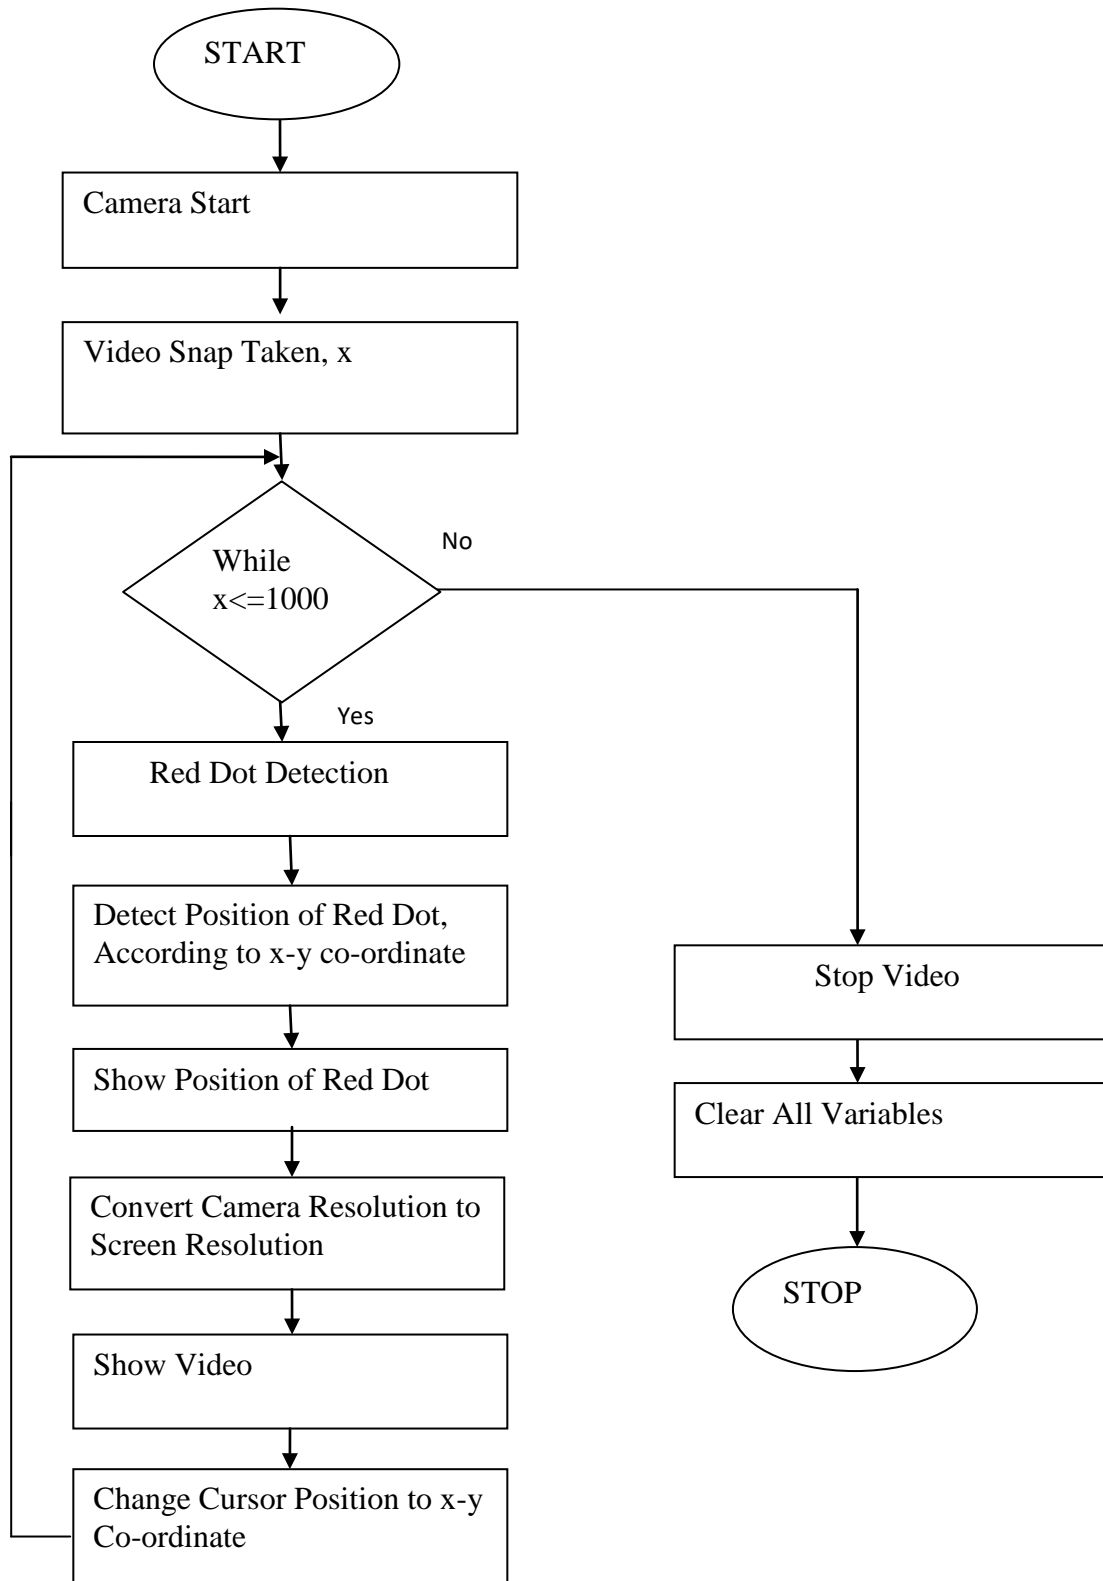 START
Camera Start
Video Snap Taken, x
While
x<=1000
No
Yes
Red Dot Detection
Detect Position of Red Dot,
According to x-y co-ordinate
Show Position of Red Dot
Convert Camera Resolution to
Screen Resolution
Show Video
Change Cursor Position to x-y
Co-ordinate
Stop Video
Clear All Variables
STOP